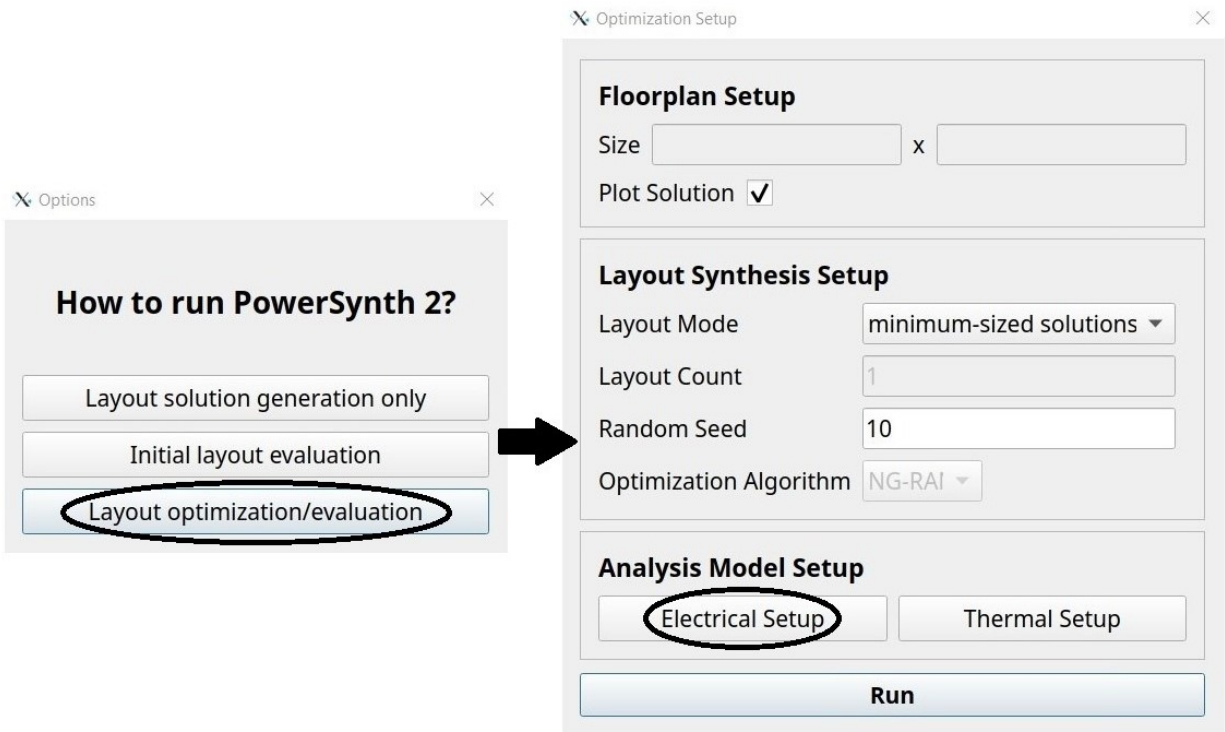 Options
How to run PowerSynth 2?
Layout solution generation only
Initial layout evaluation
Layout optimization/evaluation
Optimization Setup
Floorplan Setup
Size x
Plot Solution
Layout Synthesis Setup
Layout Mode minimum-sized solutions
Layout Count 1
Random Seed 10
Optimization Algorithm NG-RA
Analysis Model Setup
Electrical Setup Thermal Setup
Run